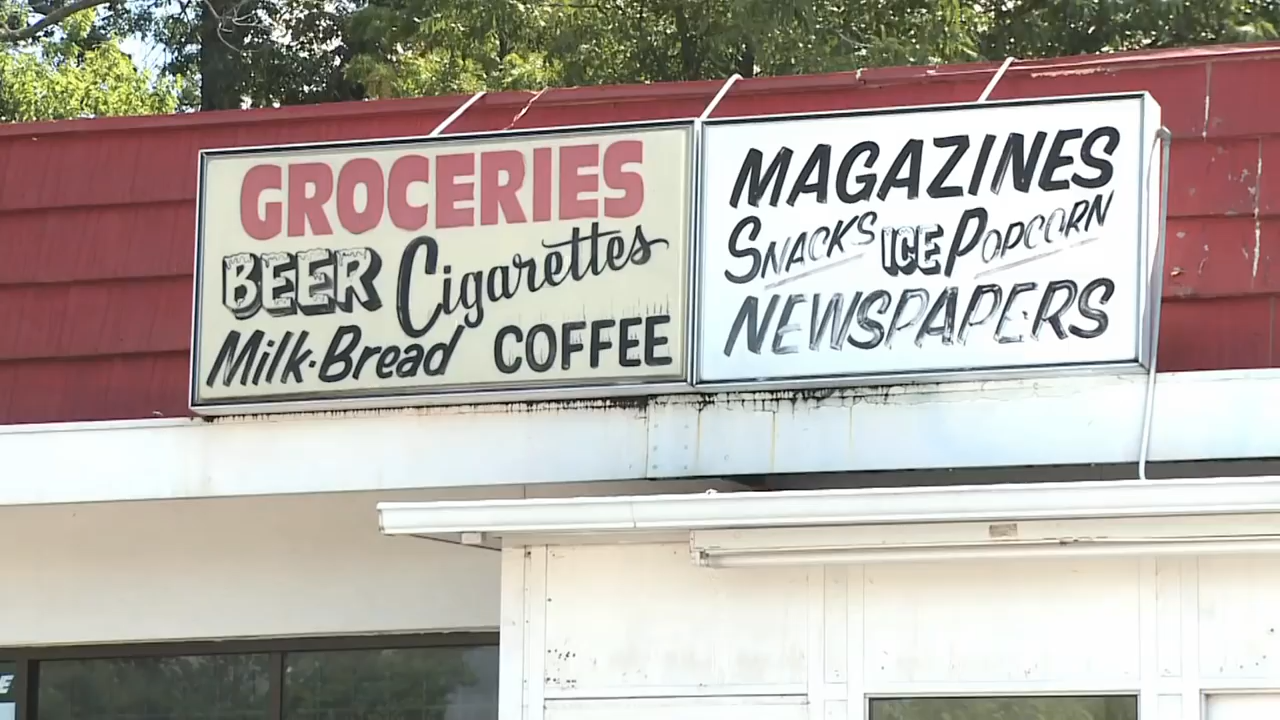 GROCERIES
BEER Cigarettes
Milk·Bread COFFEE
MAGAZINES
SNACKS ICE POPCORN
NEWSPAPERS